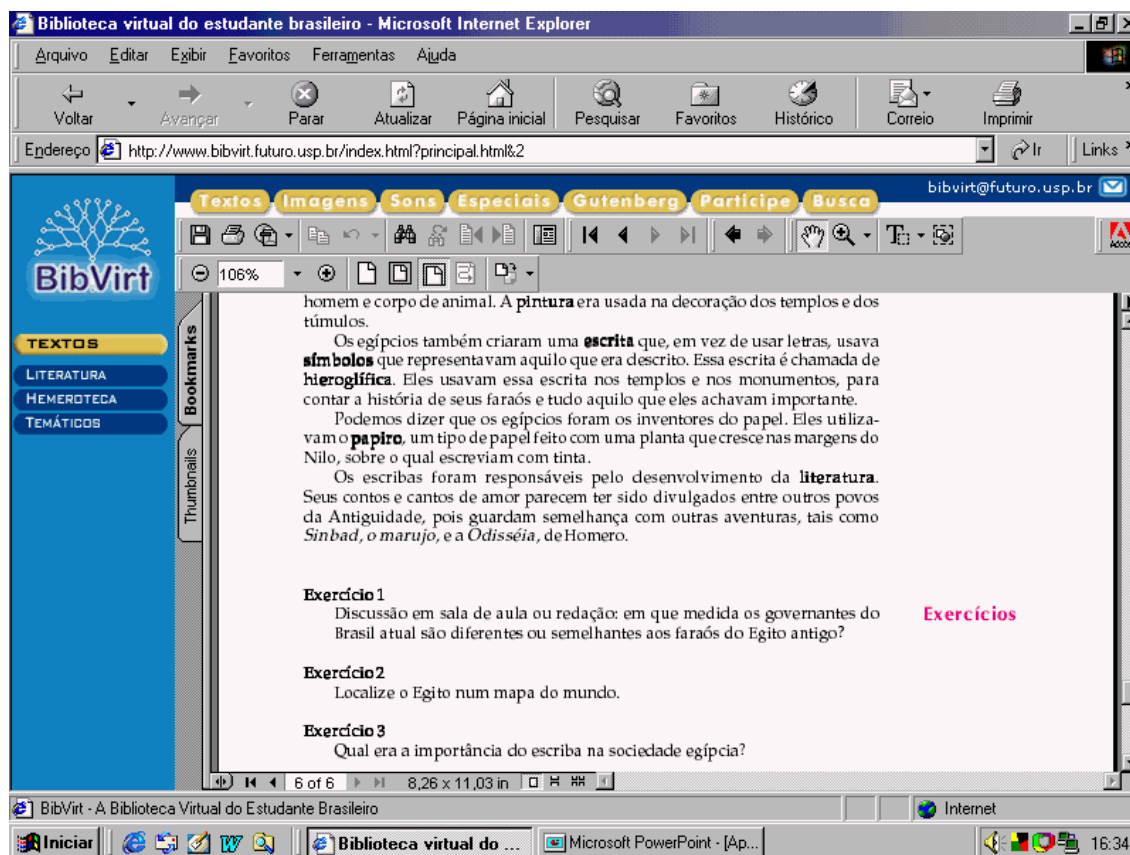 Biblioteca virtual do estudante brasileiro - Microsoft Internet Explorer
Arquivo Editar Exibir Favoritos Ferramentas Ajuda
Voltar Avançar Parar Atualizar Página inicial Pesquisar Favoritos Histórico Correio Imprimir
Endereço http://www.bibvirt.futuro.usp.br/index.html?principal.html&2 Ir Links
bibvirt@futuro.usp.br
Textos Imagens Sons Especiais Gutenberg Participe Busca
BibVirt
106%
Adobe
TEXTOS
LITERATURA
HEMEROTECA
TEMÁTICOS
Bookmarks
Thumbnails
homem e corpo de animal. A pintura era usada na decoração dos templos e dos
túmulos.
Os egípcios também criaram uma escrita que, em vez de usar letras, usava
símbolos que representavam aquilo que era descrito. Essa escrita é chamada de
hieroglífica. Eles usavam essa escrita nos templos e nos monumentos, para
contar a história de seus faraós e tudo aquilo que eles achavam importante.
Podemos dizer que os egípcios foram os inventores do papel. Eles utiliza-
vam o papiro, um tipo de papel feito com uma planta que cresce nas margens do
Nilo, sobre o qual escreviam com tinta.
Os escribas foram responsáveis pelo desenvolvimento da literatura.
Seus contos e cantos de amor parecem ter sido divulgados entre outros povos
da Antiguidade, pois guardam semelhança com outras aventuras, tais como
Sinbad, o marujo, e a Odisséia, de Homero.
Exercício 1
Discussão em sala de aula ou redação: em que medida os governantes do
Brasil atual são diferentes ou semelhantes aos faraós do Egito antigo?
Exercícios
Exercício 2
Localize o Egito num mapa do mundo.
Exercício 3
Qual era a importância do escriba na sociedade egípcia?
6 of 6 8,26 x 11,03 in
BibVirt - A Biblioteca Virtual do Estudante Brasileiro Internet
Iniciar Biblioteca virtual do ... Microsoft PowerPoint - [Ap... 16:34